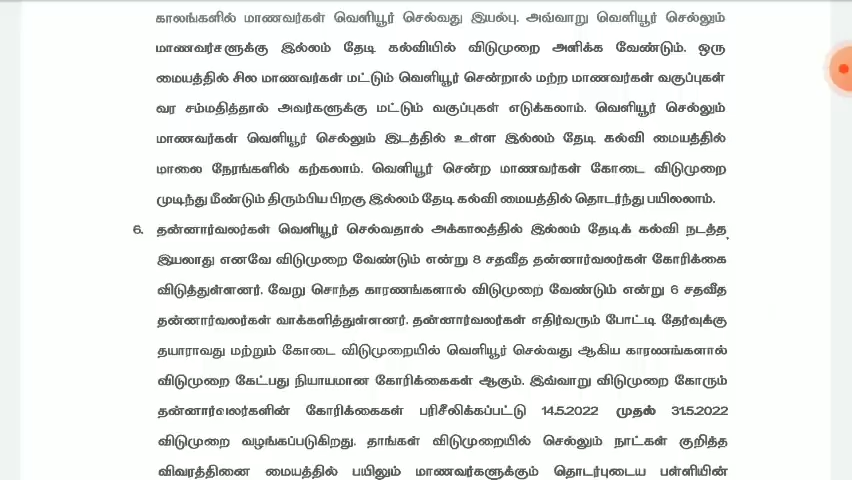 காலங்களில் மாணவர்கள் வெளியூர் செல்வது இயல்பு. அவ்வாறு வெளியூர் செல்லும்
மாணவர்களுக்கு இல்லம் தேடி கல்வியில் விடுமுறை அளிக்க வேண்டும். ஒரு
மையத்தில் சில மாணவர்கள் மட்டும் வெளியூர் சென்றால் மற்ற மாணவர்கள் வகுப்புகள்
வர சம்மதித்தால் அவர்களுக்கு மட்டும் வகுப்புகள் எடுக்கலாம். வெளியூர் செல்லும்
மாணவர்கள் வெளியூர் செல்லும் இடத்தில் உள்ள இல்லம் தேடி கல்வி மையத்தில்
மாலை நேரங்களில் கற்கலாம். வெளியூர் சென்ற மாணவர்கள் கோடை விடுமுறை
முடிந்து மீண்டும் திரும்பிய பிறகு இல்லம் தேடி கல்வி மையத்தில் தொடர்ந்து பயிலலாம்.
6. தன்னார்வலர்கள் வெளியூர் செல்வதால் அக்காலத்தில் இல்லம் தேடிக் கல்வி நடத்த
இயலாது எனவே விடுமுறை வேண்டும் என்று 8 சதவீத தன்னார்வலர்கள் கோரிக்கை
விடுத்துள்ளனர். வேறு சொந்த காரணங்களால் விடுமுறை வேண்டும் என்று 6 சதவீத
தன்னார்வலர்கள் வாக்களித்துள்ளனர். தன்னார்வலர்கள் எதிர்வரும் போட்டி தேர்வுக்கு
தயாராவது மற்றும் கோடை விடுமுறையில் வெளியூர் செல்வது ஆகிய காரணங்களால்
விடுமுறை கேட்பது நியாயமான கோரிக்கைகள் ஆகும். இவ்வாறு விடுமுறை கோரும்
தன்னார்வலர்களின் கோரிக்கைகள் பரிசீலிக்கப்பட்டு 14.5.2022 முதல் 31.5.2022
விடுமுறை வழங்கப்படுகிறது. தாங்கள் விடுமுறையில் செல்லும் நாட்கள் குறித்த
விவரத்தினை மையத்தில் பயிலும் மாணவர்களுக்கும் தொடர்புடைய பள்ளியின்